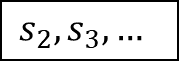 s₂, s₃, ...